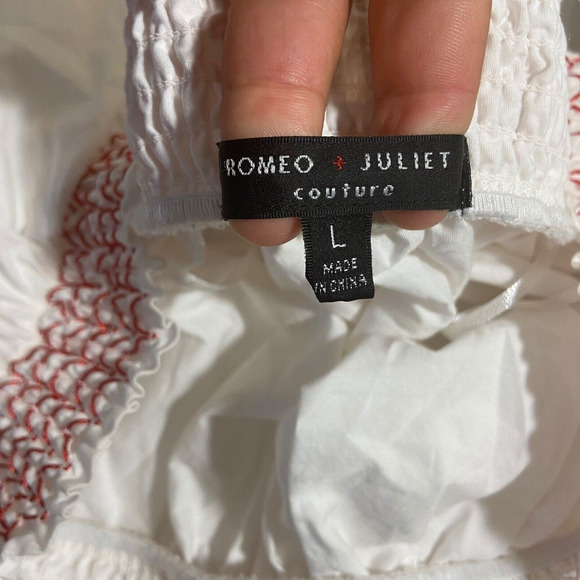 ROMEO + JULIET
couture
L
MADE
IN CHINA